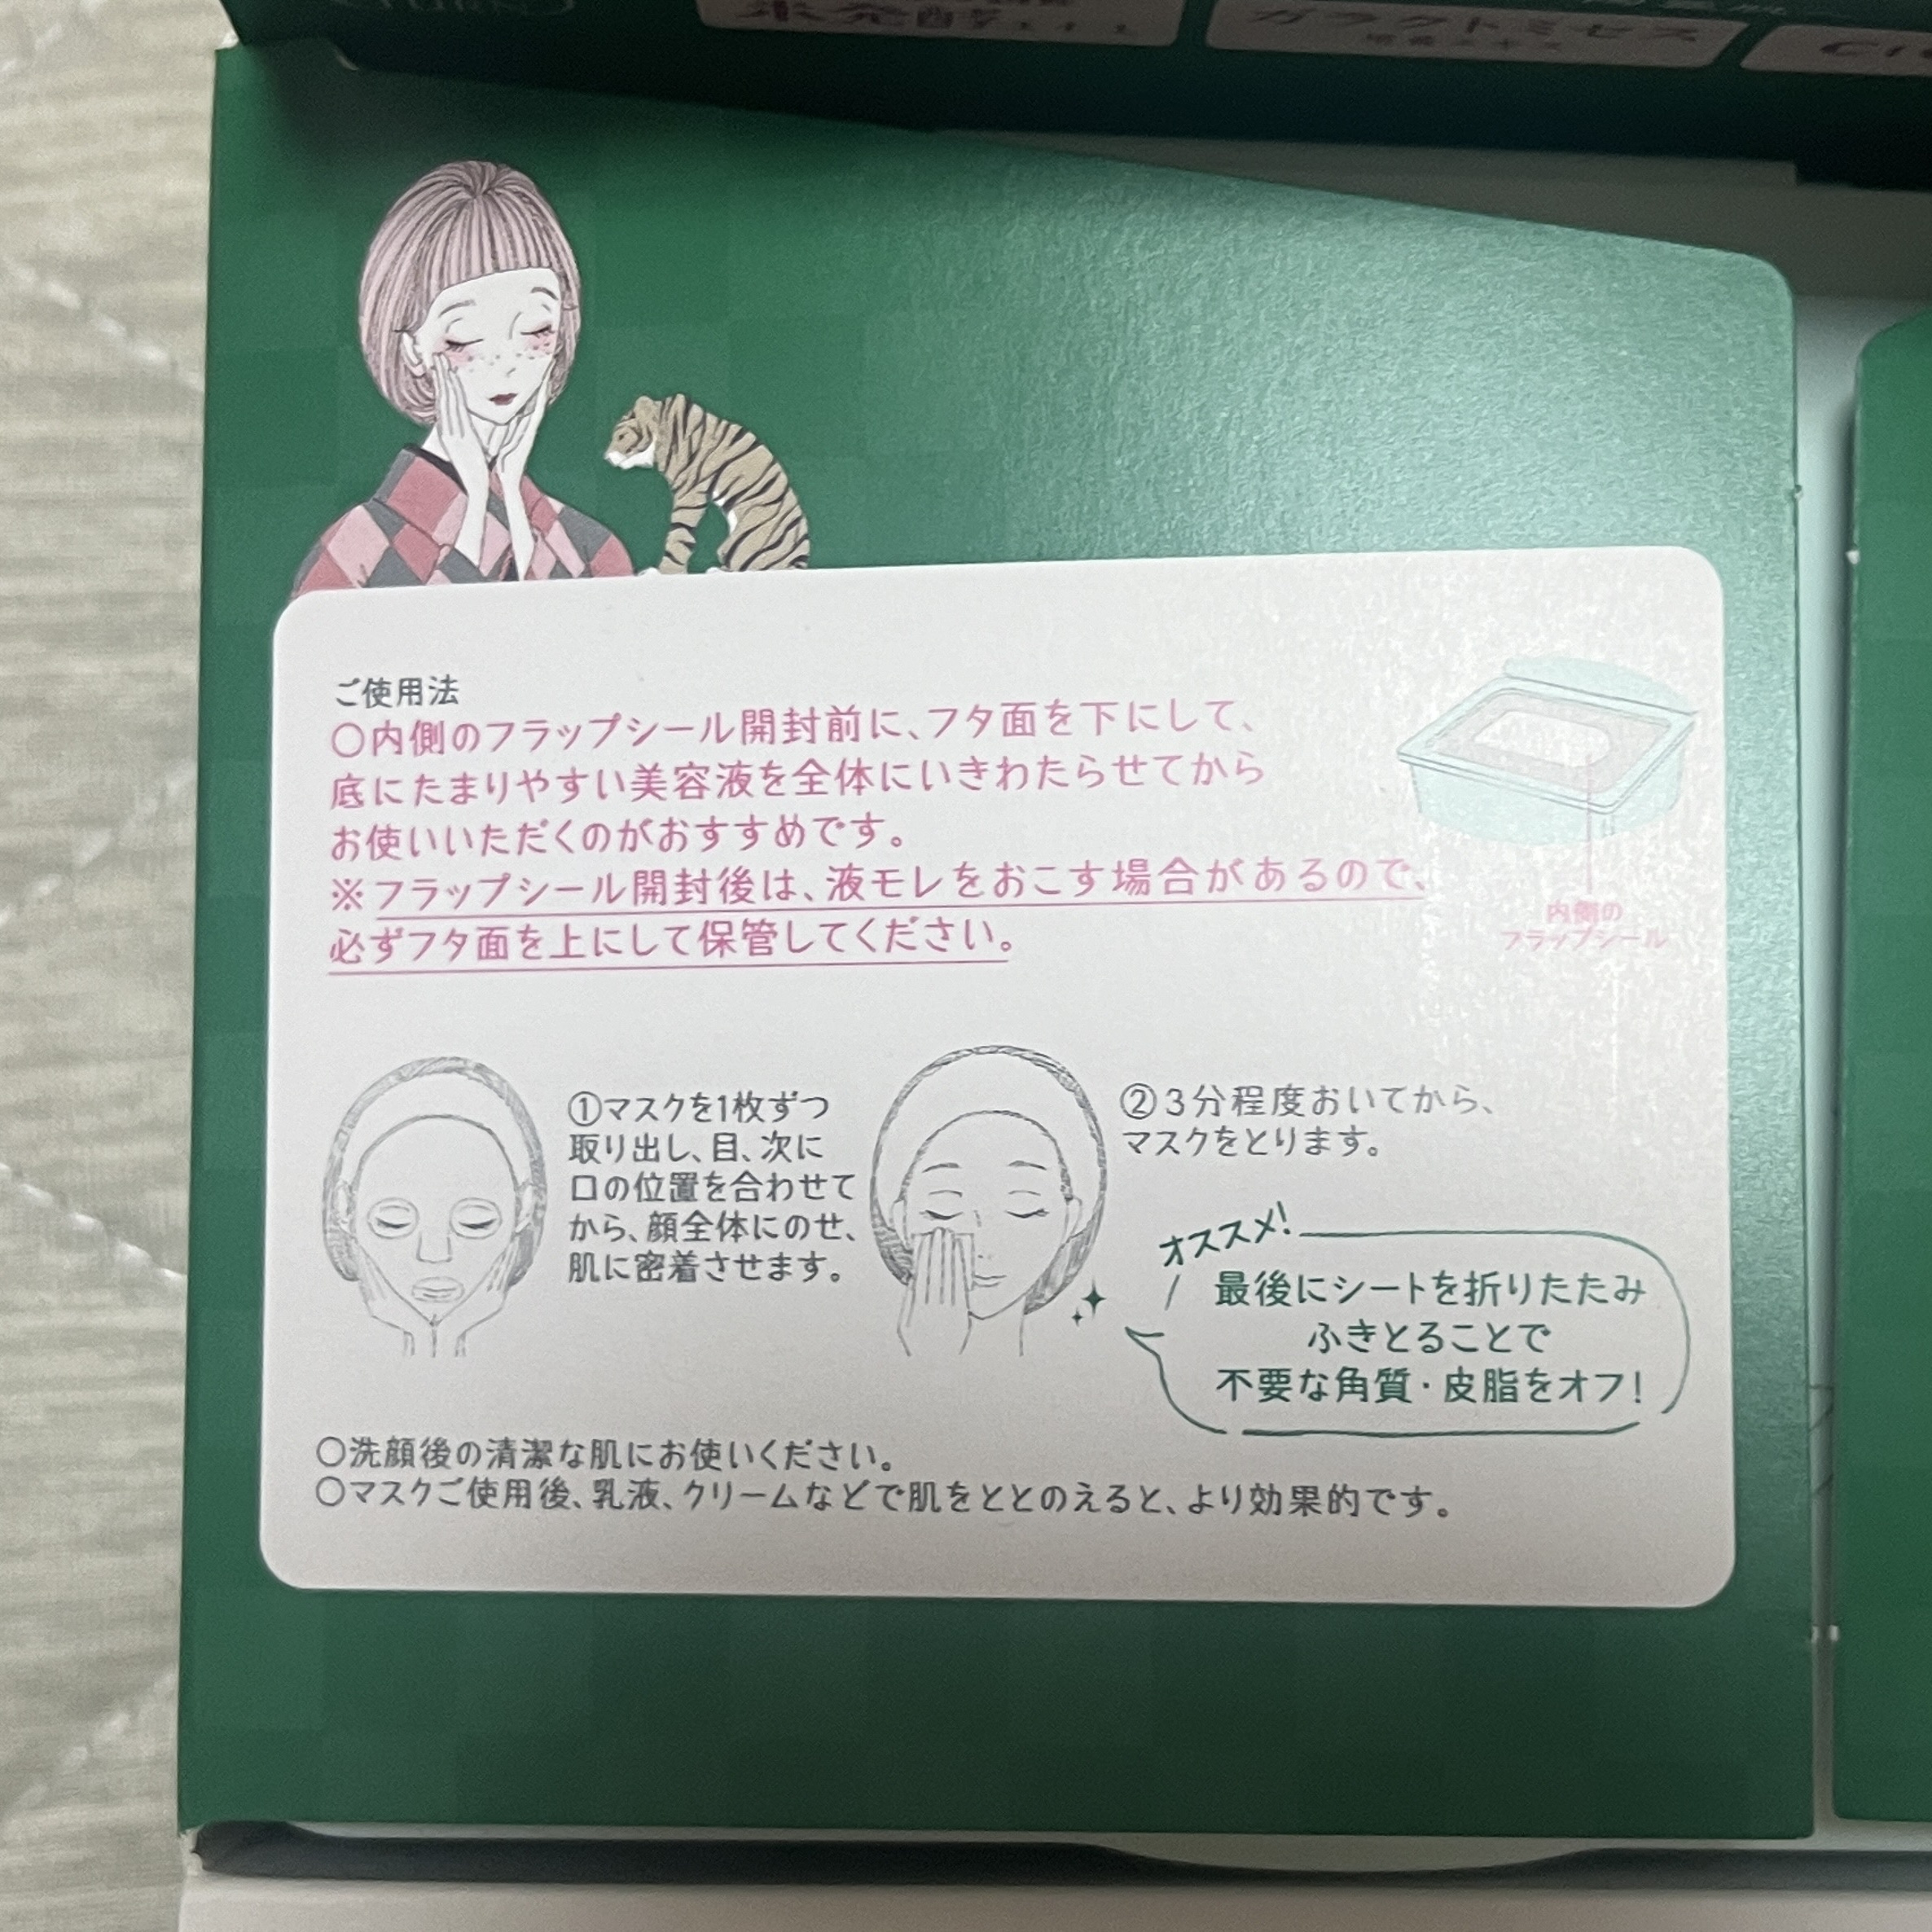 米発酵エキス
ガラクトミセス
ご使用法
○内側のフラップシール開封前に、フタ面を下にして、
底にたまりやすい美容液を全体にいきわたらせてから
お使いいただくのがおすすめです。
※フラップシール開封後は、液モレをおこす場合があるので、
必ずフタ面を上にして保管してください。
内側の
フラップシール
①マスクを1枚ずつ
取り出し、目、次に
口の位置を合わせて
から、顔全体にのせ、
肌に密着させます。
②3分程度おいてから、
マスクをとります。
オススメ!
最後にシートを折りたたみ
ふきとることで
不要な角質・皮脂をオフ!
○洗顔後の清潔な肌にお使いください。
○マスクご使用後、乳液、クリームなどで肌をととのえると、より効果的です。